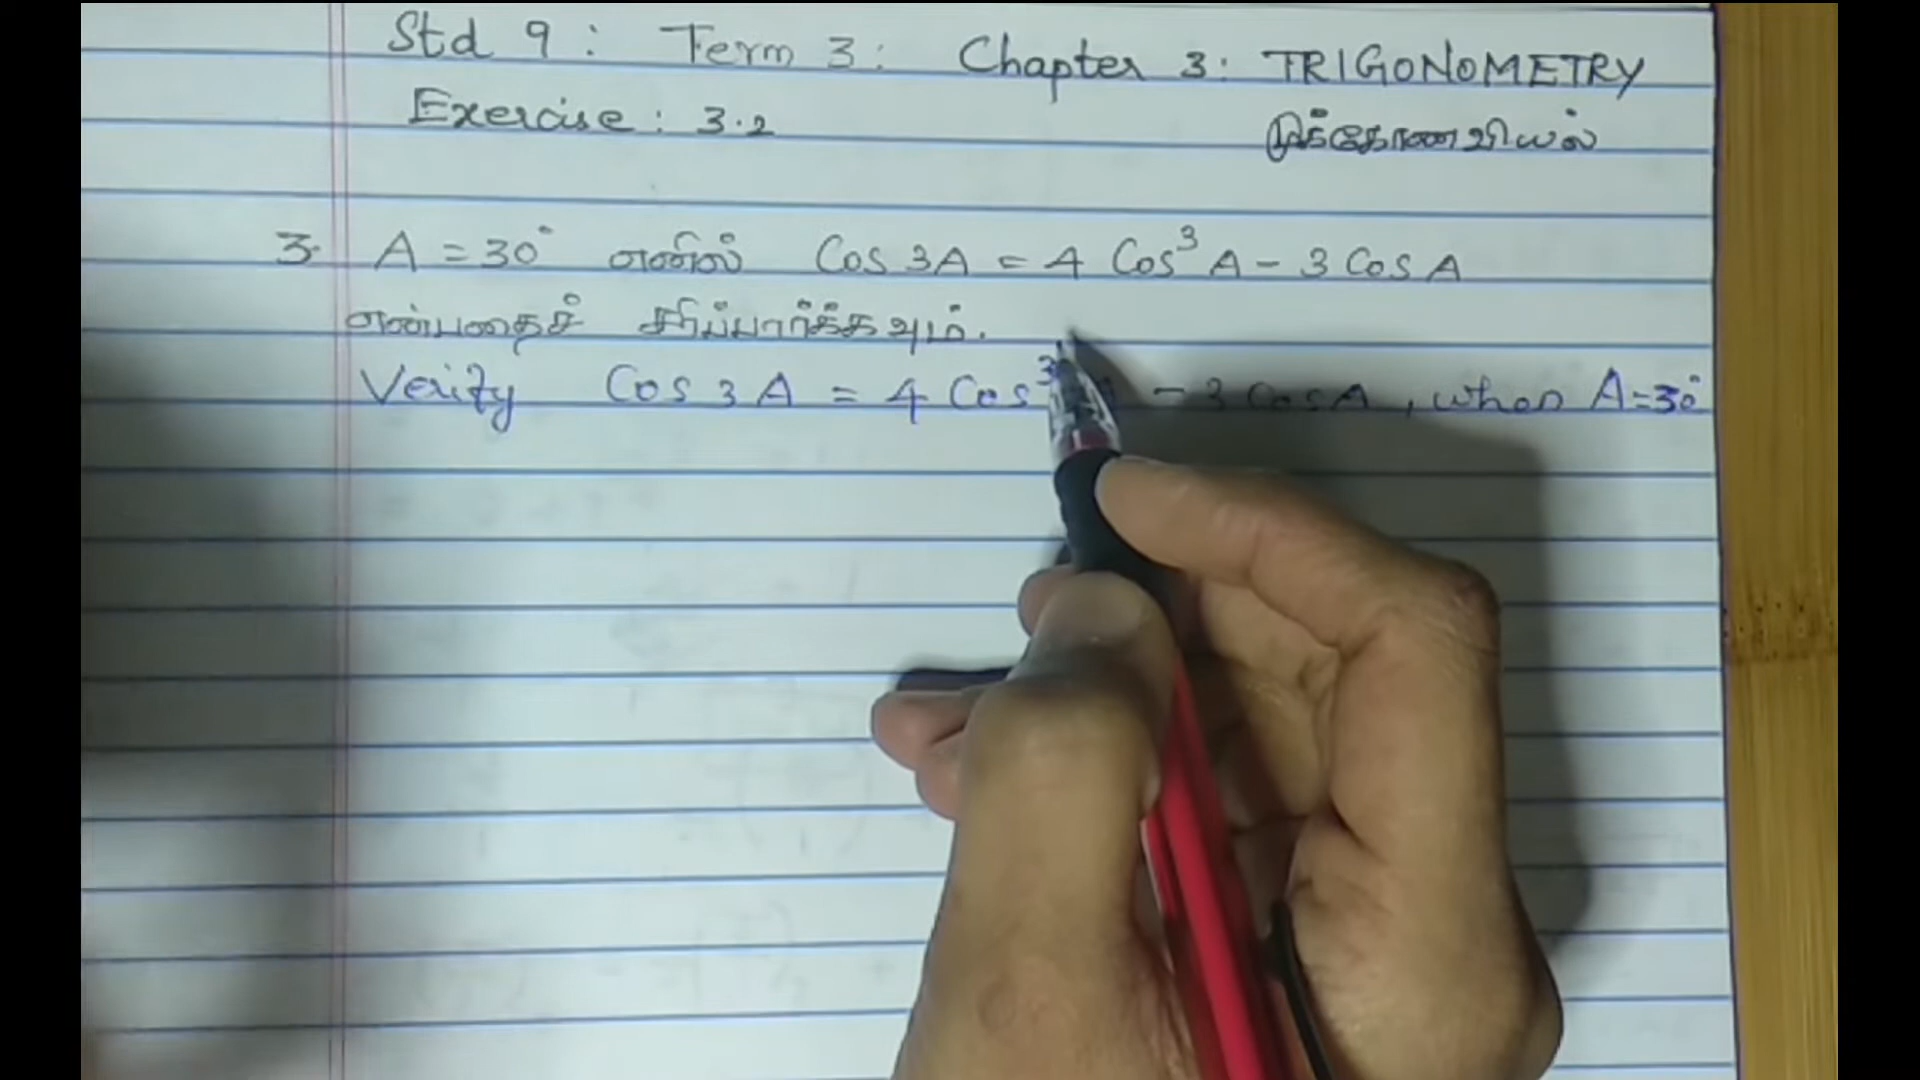 Std 9 : Term 3 : Chapter 3 : TRIGONOMETRY
Exercise : 3.2 முக்கோணவியல்
3. A = 30° எனில் Cos 3A = 4 Cos³ A - 3 Cos A
என்பதைச் சரிபார்க்கவும்.
Verify Cos 3A = 4 Cos³ A - 3 Cos A, when A = 30°